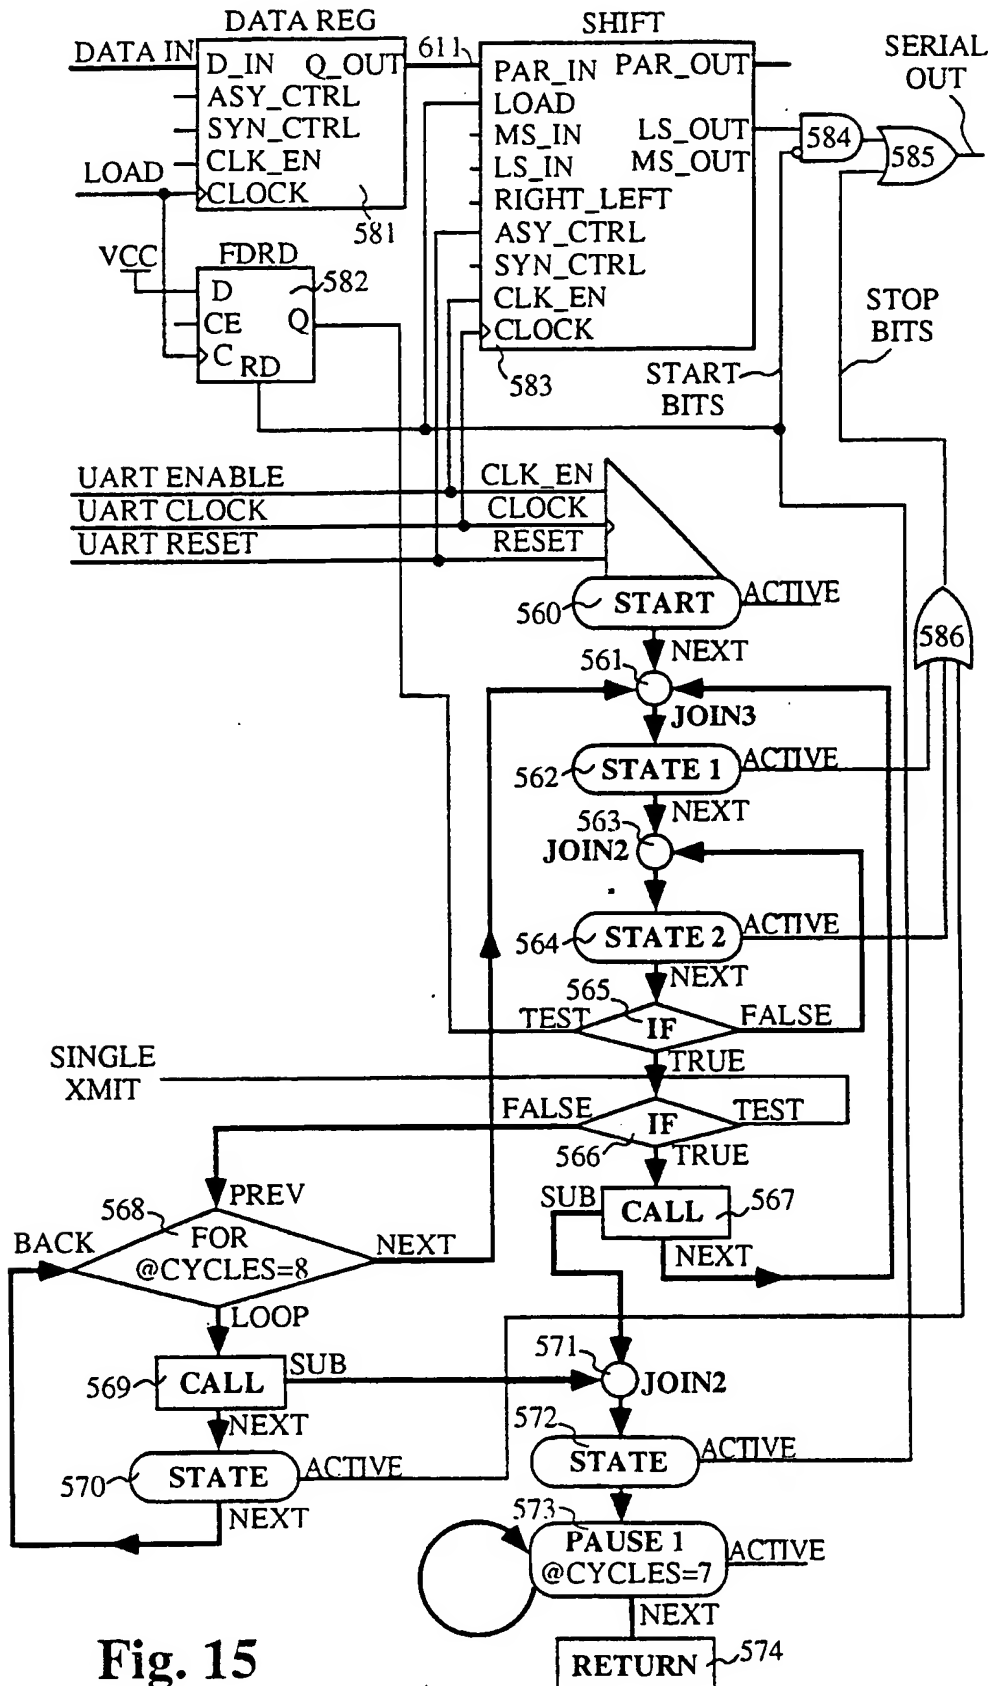 DATA REG
SHIFT
SERIAL
OUT
DATA IN
D_IN Q_OUT
611
PAR_IN PAR_OUT
ASY_CTRL
LOAD
SYN_CTRL
MS_IN LS_OUT
584
CLK_EN
LS_IN MS_OUT
585
LOAD
CLOCK
RIGHT_LEFT
581
ASY_CTRL
VCC
FDRD
SYN_CTRL
582
D
CLK_EN
STOP
BITS
CE Q
CLOCK
C
RD
583
START
BITS
UART ENABLE
CLK_EN
UART CLOCK
CLOCK
UART RESET
RESET
560
START
ACTIVE
586
NEXT
561
JOIN3
562
STATE 1
ACTIVE
NEXT
563
JOIN2
564
STATE 2
ACTIVE
NEXT
565
TEST
IF
FALSE
SINGLE
XMIT
TRUE
FALSE
IF
TEST
566
TRUE
PREV
SUB
CALL
567
568
FOR
@CYCLES=8
BACK
NEXT
NEXT
LOOP
571
JOIN2
569
CALL
SUB
NEXT
572
570
STATE
ACTIVE
STATE
ACTIVE
NEXT
573
PAUSE 1
@CYCLES=7
ACTIVE
NEXT
Fig. 15
RETURN
574